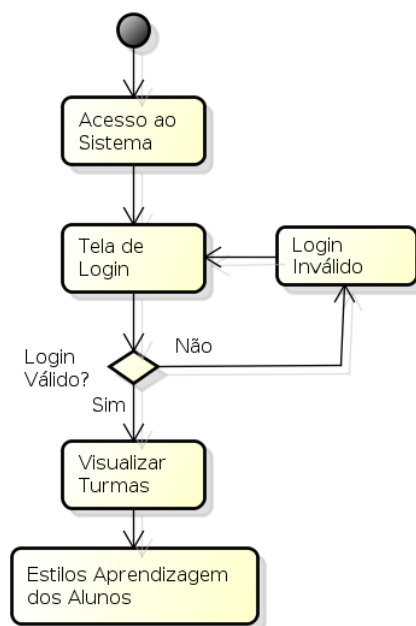 Acesso ao
Sistema
Tela de
Login
Login
Inválido
Login
Válido?
Não
Sim
Visualizar
Turmas
Estilos Aprendizagem
dos Alunos